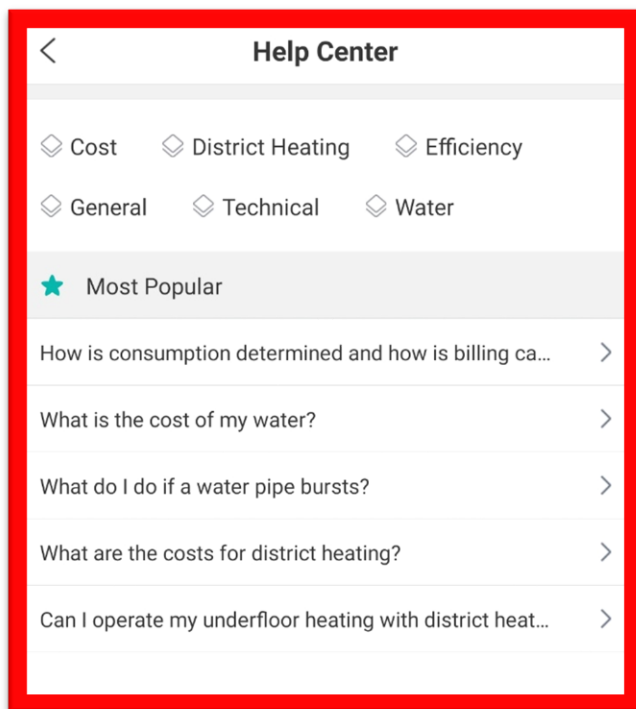 Help Center
Cost District Heating Efficiency
General Technical Water
Most Popular
How is consumption determined and how is billing ca...
What is the cost of my water?
What do I do if a water pipe bursts?
What are the costs for district heating?
Can I operate my underfloor heating with district heat...